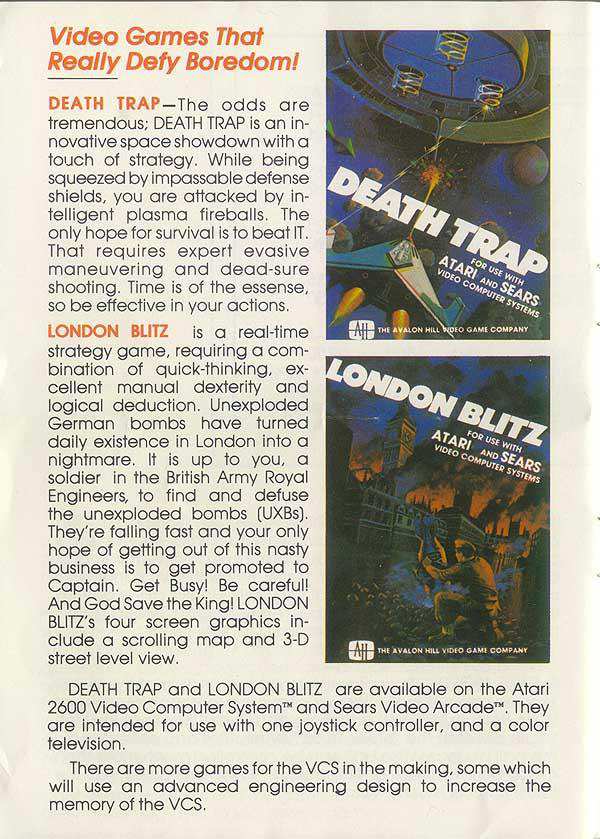 Video Games That
Really Defy Boredom!
DEATH TRAP—The odds are
tremendous; DEATH TRAP is an in-
novative space showdown with a
touch of strategy. While being
squeezed by impassable defense
shields, you are attacked by in-
telligent plasma fireballs. The
only hope for survival is to beat IT.
That requires expert evasive
maneuvering and dead-sure
shooting. Time is of the essense,
so be effective in your actions.
LONDON BLITZ is a real-time
strategy game, requiring a com-
bination of quick-thinking, ex-
cellent manual dexterity and
logical deduction. Unexploded
German bombs have turned
daily existence in London into a
nightmare. It is up to you, a
soldier in the British Army Royal
Engineers, to find and defuse
the unexploded bombs (UXBs).
They're falling fast and your only
hope of getting out of this nasty
business is to get promoted to
Captain. Get Busy! Be careful!
And God Save the King! LONDON
BLITZ's four screen graphics in-
clude a scrolling map and 3-D
street level view.
DEATH TRAP
FOR USE WITH
ATARI AND SEARS
VIDEO COMPUTER SYSTEMS
AH THE AVALON HILL VIDEO GAME COMPANY
LONDON BLITZ
FOR USE WITH
ATARI AND SEARS
VIDEO COMPUTER SYSTEMS
AH THE AVALON HILL VIDEO GAME COMPANY
DEATH TRAP and LONDON BLITZ are available on the Atari
2600 Video Computer System™ and Sears Video Arcade™. They
are intended for use with one joystick controller, and a color
television.
There are more games for the VCS in the making, some which
will use an advanced engineering design to increase the
memory of the VCS.